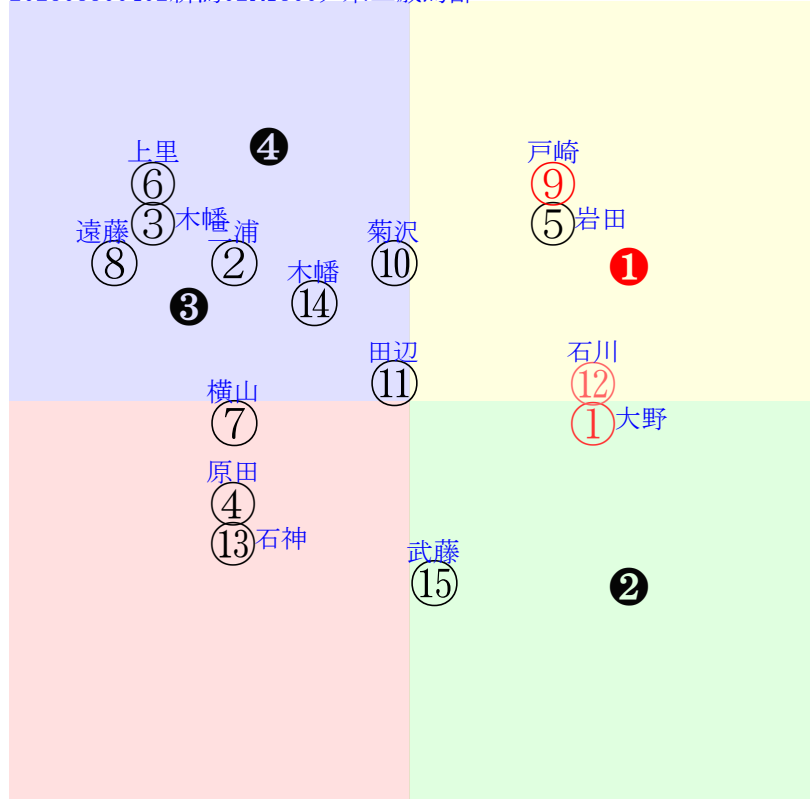 上里
❹
戸崎
⑥
⑨
③木幡
⑤岩田
遠藤
三浦
菊沢
⑧
②
⑩
❶
木幡
⑭
❸
田辺
石川
⑪
⑫
横山
⑦
①大野
原田
④
⑬石神
武藤
⑮
❷